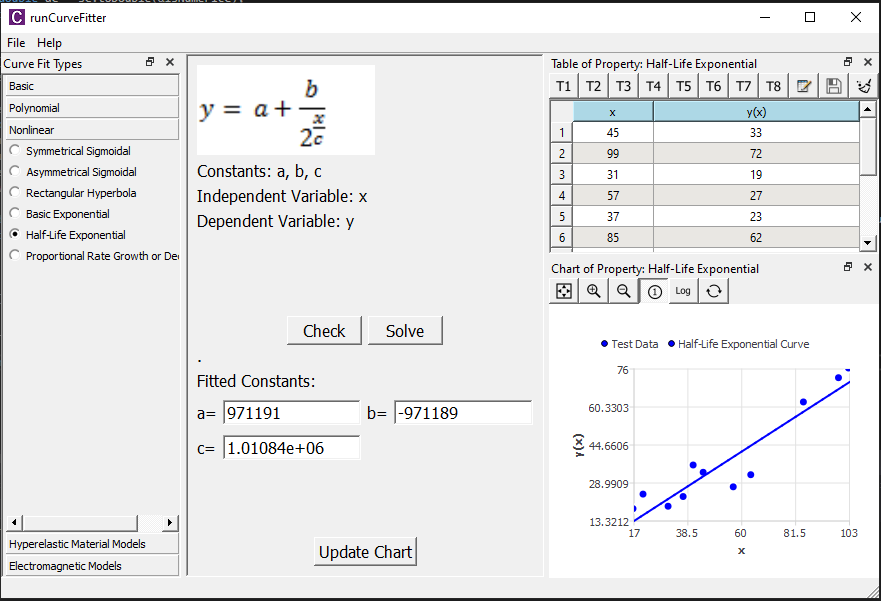 runCurveFitter
File Help
Curve Fit Types
Basic
Polynomial
Nonlinear
Symmetrical Sigmoidal
Asymmetrical Sigmoidal
Rectangular Hyperbola
Basic Exponential
Half-Life Exponential
Proportional Rate Growth or De
Hyperelastic Material Models
Electromagnetic Models
y = a + b / 2^(x/c)
Constants: a, b, c
Independent Variable: x
Dependent Variable: y
Check Solve
.
Fitted Constants:
a= 971191 b= -971189
c= 1.01084e+06
Update Chart
Table of Property: Half-Life Exponential
T1 T2 T3 T4 T5 T6 T7 T8
x y(x)
1 45 33
2 99 72
3 31 19
4 57 27
5 37 23
6 85 62
Chart of Property: Half-Life Exponential
1 Log
Test Data Half-Life Exponential Curve
y(x)
76
60.3303
44.6606
28.9909
13.3212
17 38.5 60 81.5 103
x